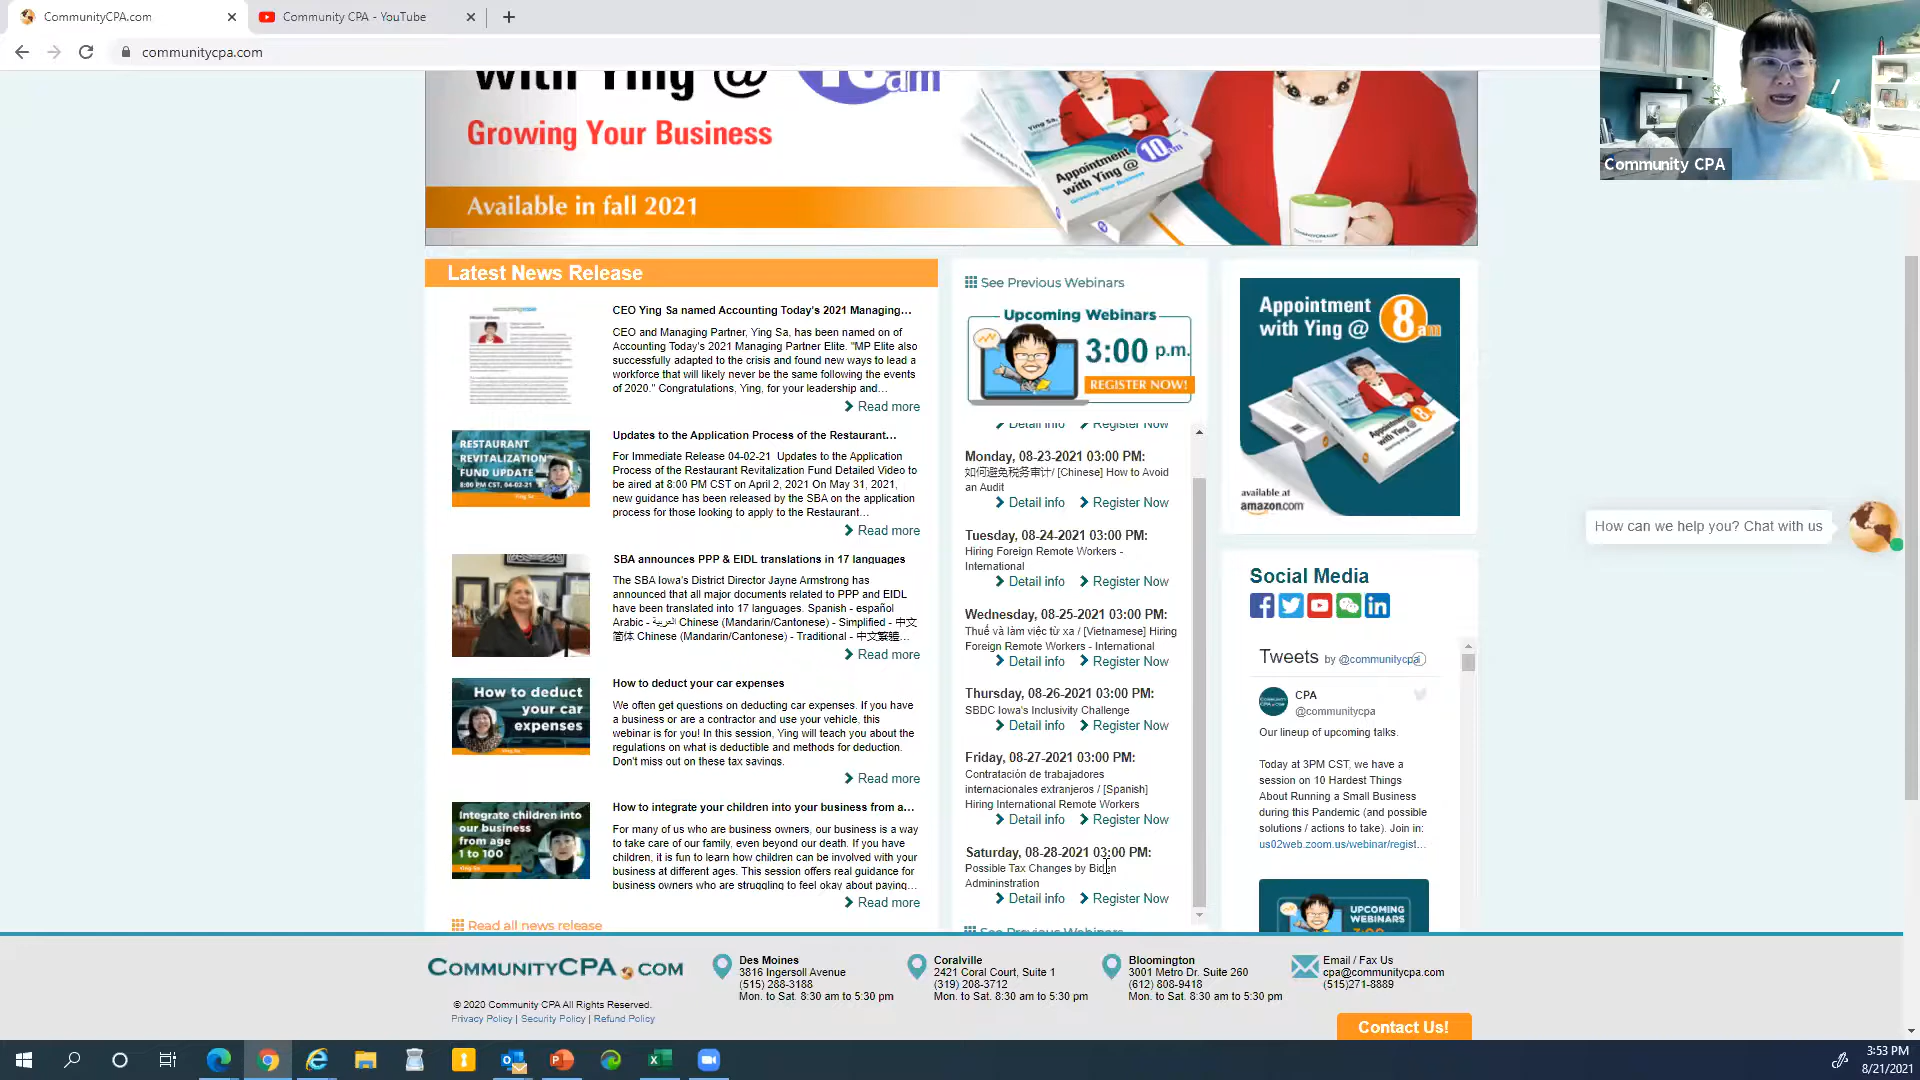 CommunityCPA.com
Community CPA - YouTube
communitycpa.com
Community CPA
with Ying @ 10am
Growing Your Business
Available in fall 2021
Appointment
with Ying @ 10am
Growing Your Business
Latest News Release
CEO Ying Sa named Accounting Today's 2021 Managing...
CEO and Managing Partner, Ying Sa, has been named on of
Accounting Today's 2021 Managing Partner Elite. "MP Elite also
successfully adapted to the crisis and found new ways to lead a
workforce that will likely never be the same following the events
of 2020." Congratulations, Ying, for your leadership and...
Read more
RESTAURANT
REVITALIZATION
FUND UPDATE
8:00 PM CST, 04-02-21
Ying Sa
Updates to the Application Process of the Restaurant...
For Immediate Release 04-02-21 Updates to the Application
Process of the Restaurant Revitalization Fund Detailed Video to
be aired at 8:00 PM CST on April 2, 2021 On May 31, 2021,
new guidance has been released by the SBA on the application
process for those looking to apply to the Restaurant...
Read more
SBA announces PPP & EIDL translations in 17 languages
The SBA Iowa's District Director Jayne Armstrong has
announced that all major documents related to PPP and EIDL
have been translated into 17 languages. Spanish - español
Arabic - العربية Chinese (Mandarin/Cantonese) - Simplified - 中文
简体 Chinese (Mandarin/Cantonese) - Traditional - 中文繁體...
Read more
How to deduct
your car
expenses
Ying Sa
How to deduct your car expenses
We often get questions on deducting car expenses. If you have
a business or are a contractor and use your vehicle, this
webinar is for you! In this session, Ying will teach you about the
regulations on what is deductible and methods for deduction.
Don't miss out on these tax savings.
Read more
Integrate children into
our business
from age
1 to 100
Ying Sa
How to integrate your children into your business from a...
For many of us who are business owners, our business is a way
to take care of our family, even beyond our death. If you have
children, it is fun to learn how children can be involved with your
business at different ages. This session offers real guidance for
business owners who are struggling to feel okay about paying...
Read more
Read all news release
See Previous Webinars
Upcoming Webinars
3:00 p.m.
REGISTER NOW!
Detail info Register Now
Monday, 08-23-2021 03:00 PM:
如何避免税务审计/ [Chinese] How to Avoid
an Audit
Detail info Register Now
Tuesday, 08-24-2021 03:00 PM:
Hiring Foreign Remote Workers -
International
Detail info Register Now
Wednesday, 08-25-2021 03:00 PM:
Thuế và làm việc từ xa / [Vietnamese] Hiring
Foreign Remote Workers - International
Detail info Register Now
Thursday, 08-26-2021 03:00 PM:
SBDC Iowa's Inclusivity Challenge
Detail info Register Now
Friday, 08-27-2021 03:00 PM:
Contratación de trabajadores
internacionales extranjeros / [Spanish]
Hiring International Remote Workers
Detail info Register Now
Saturday, 08-28-2021 03:00 PM:
Possible Tax Changes by Biden
Admininstration
Detail info Register Now
See Previous Webinars
Appointment
with Ying @ 8am
available at
amazon.com
How can we help you? Chat with us
Social Media
Tweets by @communitycpa
CPA
@communitycpa
Our lineup of upcoming talks.
Today at 3PM CST, we have a
session on 10 Hardest Things
About Running a Small Business
during this Pandemic (and possible
solutions / actions to take). Join in:
us02web.zoom.us/webinar/regist...
UPCOMING
WEBINARS
3:00
COMMUNITYCPA.COM
© 2020 Community CPA All Rights Reserved.
Privacy Policy | Security Policy | Refund Policy
Des Moines
3816 Ingersoll Avenue
(515) 288-3188
Mon. to Sat. 8:30 am to 5:30 pm
Coralville
2421 Coral Court, Suite 1
(319) 208-3712
Mon. to Sat. 8:30 am to 5:30 pm
Bloomington
3001 Metro Dr. Suite 260
(612) 808-9418
Mon. to Sat. 8:30 am to 5:30 pm
Email / Fax Us
cpa@communitycpa.com
(515)271-8889
Contact Us!
3:53 PM
8/21/2021